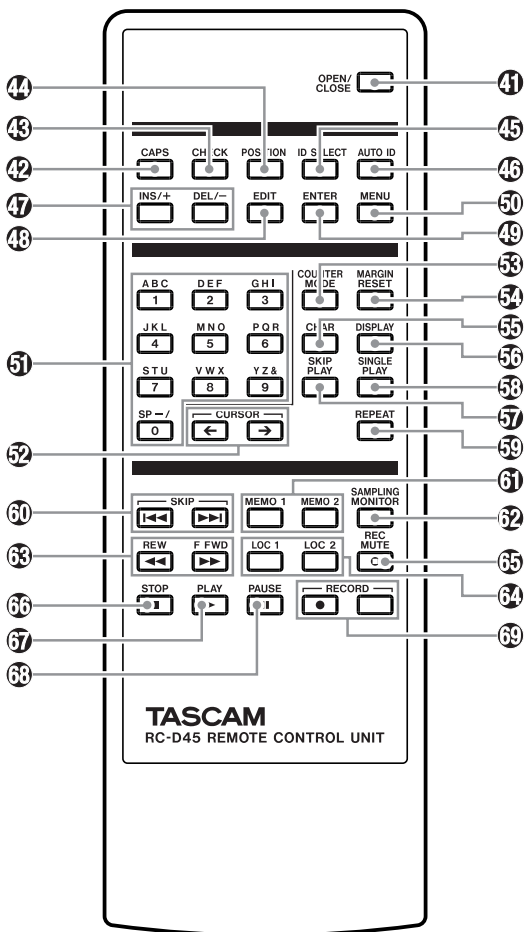 OPEN/
CLOSE
41
44
43
45
42
CAPS CHECK POSITION ID SELECT AUTO ID
46
47
INS/+ DEL/− EDIT ENTER MENU
50
48
49
53
COUNTER
MODE
MARGIN
RESET
54
ABC DEF GHI
1 2 3
55
JKL MNO PQR
4 5 6
CHAR DISPLAY
56
51
STU VWX YZ&
7 8 9
SKIP
PLAY
SINGLE
PLAY
58
57
SP − /
0
CURSOR
← →
REPEAT
59
52
61
60
SKIP
MEMO 1 MEMO 2
SAMPLING
MONITOR
62
63
REW F FWD
LOC 1 LOC 2
REC
MUTE
65
64
66
STOP PLAY PAUSE
RECORD
67
69
68
TASCAM
RC-D45 REMOTE CONTROL UNIT